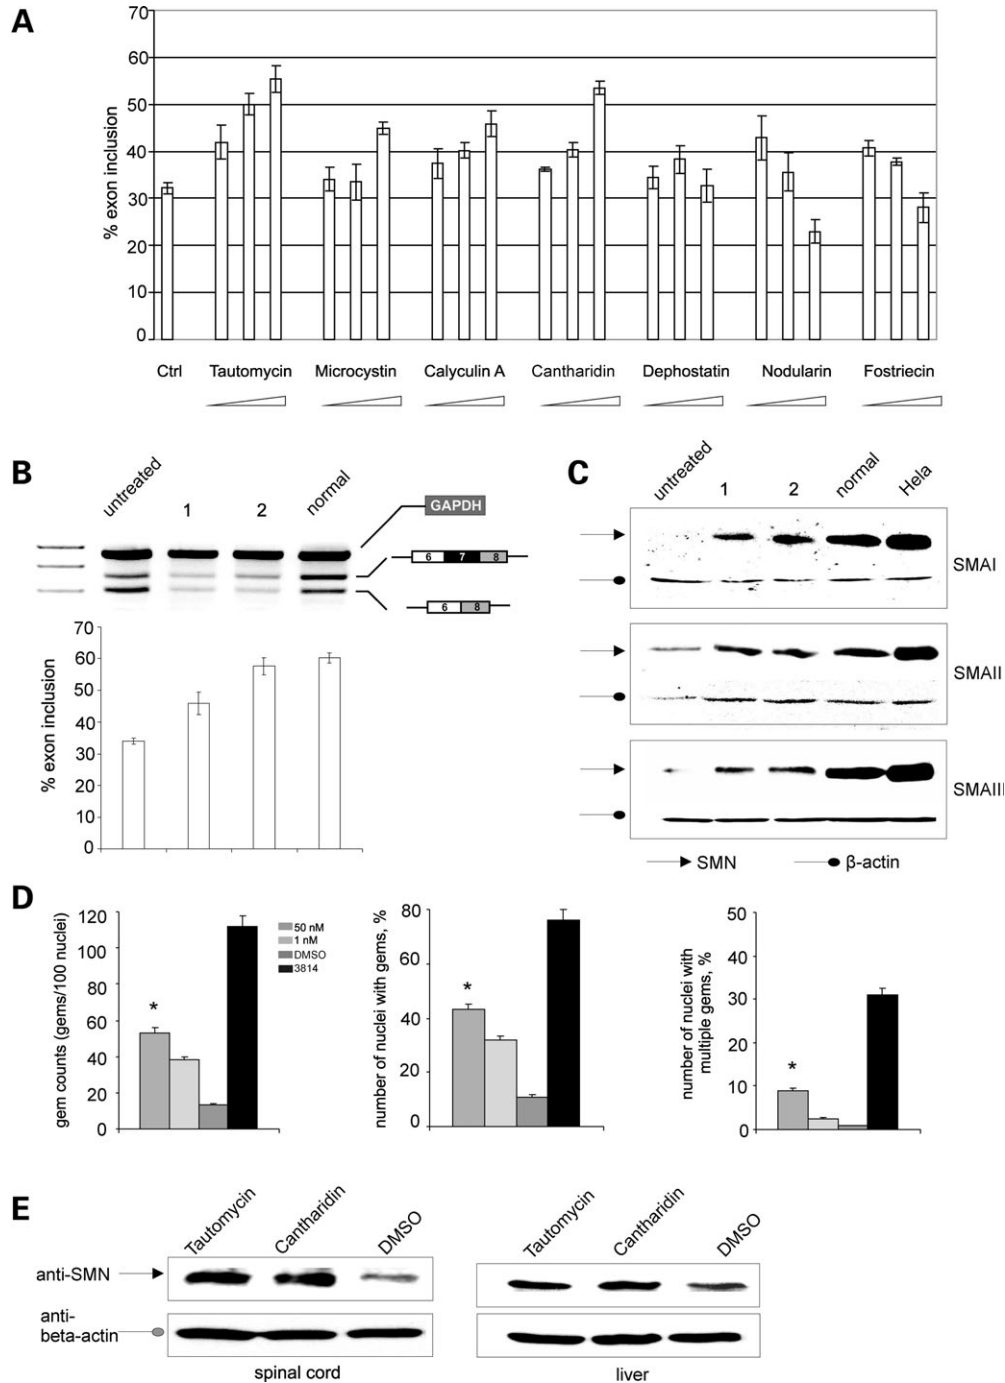 A
% exon inclusion
70
60
50
40
30
20
10
0
Ctrl Tautomycin Microcystin Calyculin A Cantharidin Dephostatin Nodularin Fostriecin
B
untreated 1 2 normal
GAPDH
6 7 8
6 8
% exon inclusion
70
60
50
40
30
20
10
0
C
untreated 1 2 normal Hela
SMAI
SMAII
SMAIII
SMN β-actin
D
gem counts (gems/100 nuclei)
120
100
80
60
40
20
0
*
50 nM
1 nM
DMSO
3814
number of nuclei with gems, %
80
60
40
20
0
*
number of nuclei with
multiple gems, %
50
40
30
20
10
0
*
E
Tautomycin Cantharidin DMSO
anti-SMN
anti-
beta-actin
spinal cord
Tautomycin Cantharidin DMSO
liver